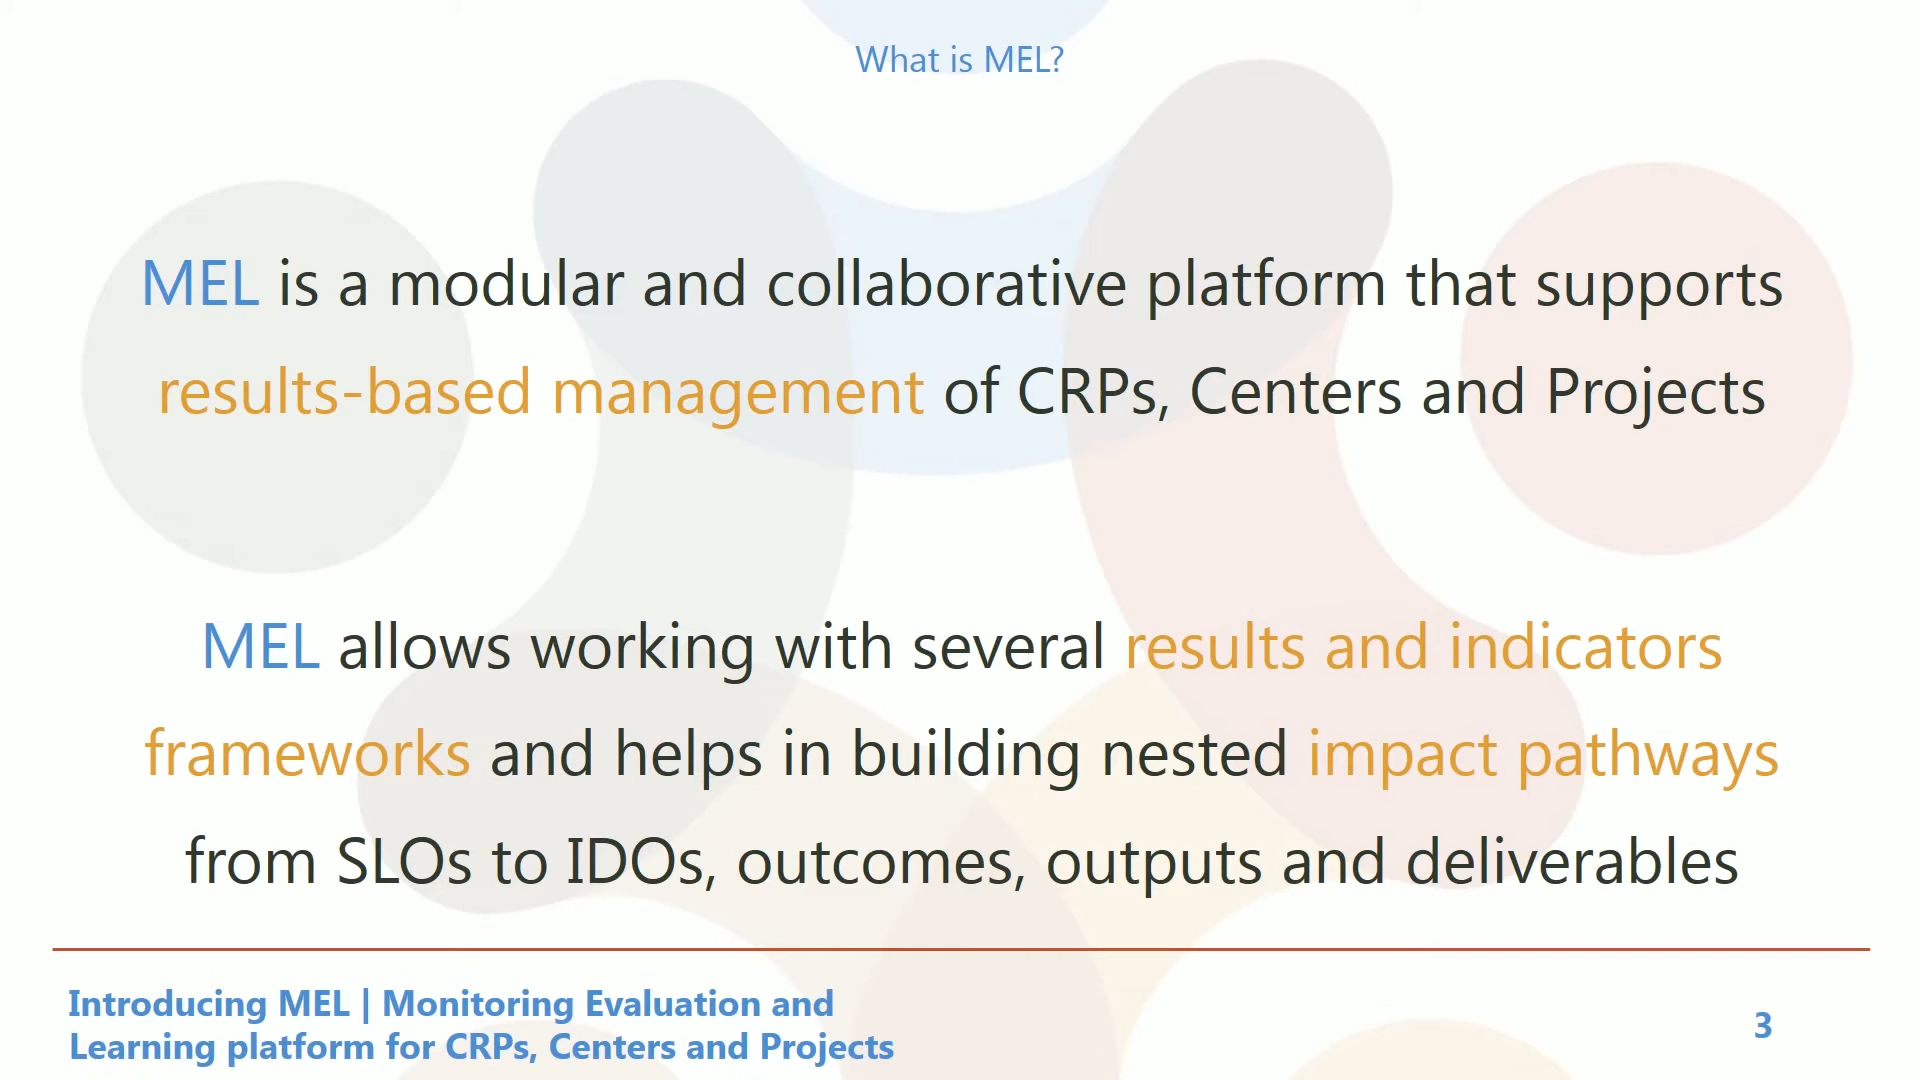 What is MEL?
MEL is a modular and collaborative platform that supports
results-based management of CRPs, Centers and Projects
MEL allows working with several results and indicators
frameworks and helps in building nested impact pathways
from SLOs to IDOs, outcomes, outputs and deliverables
Introducing MEL | Monitoring Evaluation and
Learning platform for CRPs, Centers and Projects
3